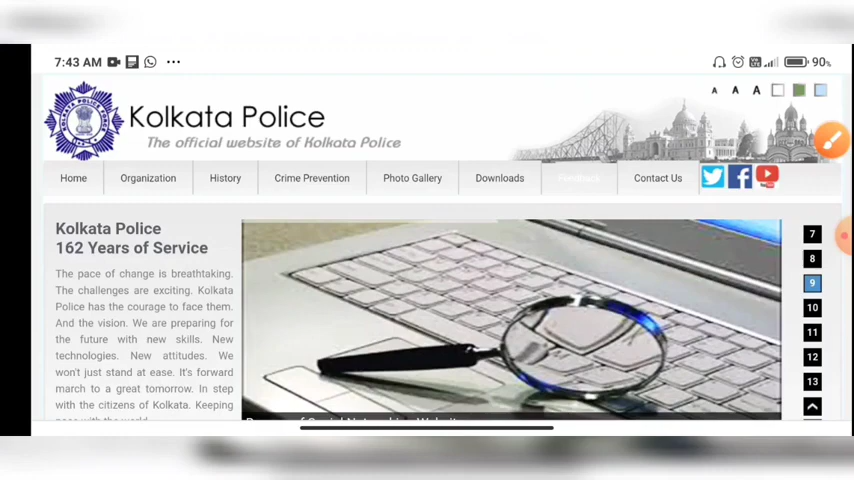 7:43 AM ... 90%
A A A
Kolkata Police
The official website of Kolkata Police
Home Organization History Crime Prevention Photo Gallery Downloads Feedback Contact Us
Kolkata Police
162 Years of Service
The pace of change is breathtaking.
The challenges are exciting. Kolkata
Police has the courage to face them.
And the vision. We are preparing for
the future with new skills. New
technologies. New attitudes. We
won't just stand at ease. It's forward
march to a great tomorrow. In step
with the citizens of Kolkata. Keeping
7
8
9
10
11
12
13